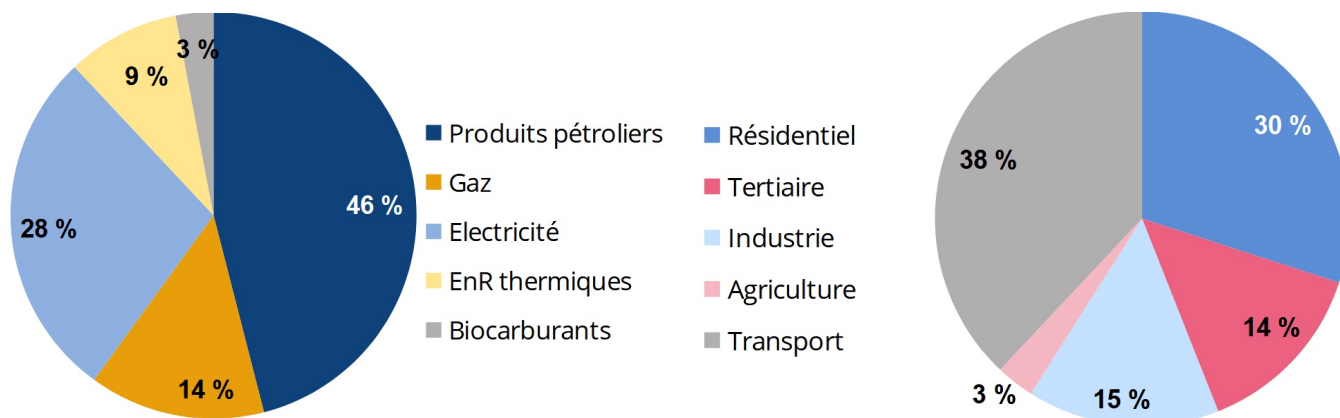 3 %
9 %
46 %
28 %
14 %
Produits pétroliers
Gaz
Electricité
EnR thermiques
Biocarburants
Résidentiel
Tertiaire
Industrie
Agriculture
Transport
30 %
38 %
14 %
3 %
15 %